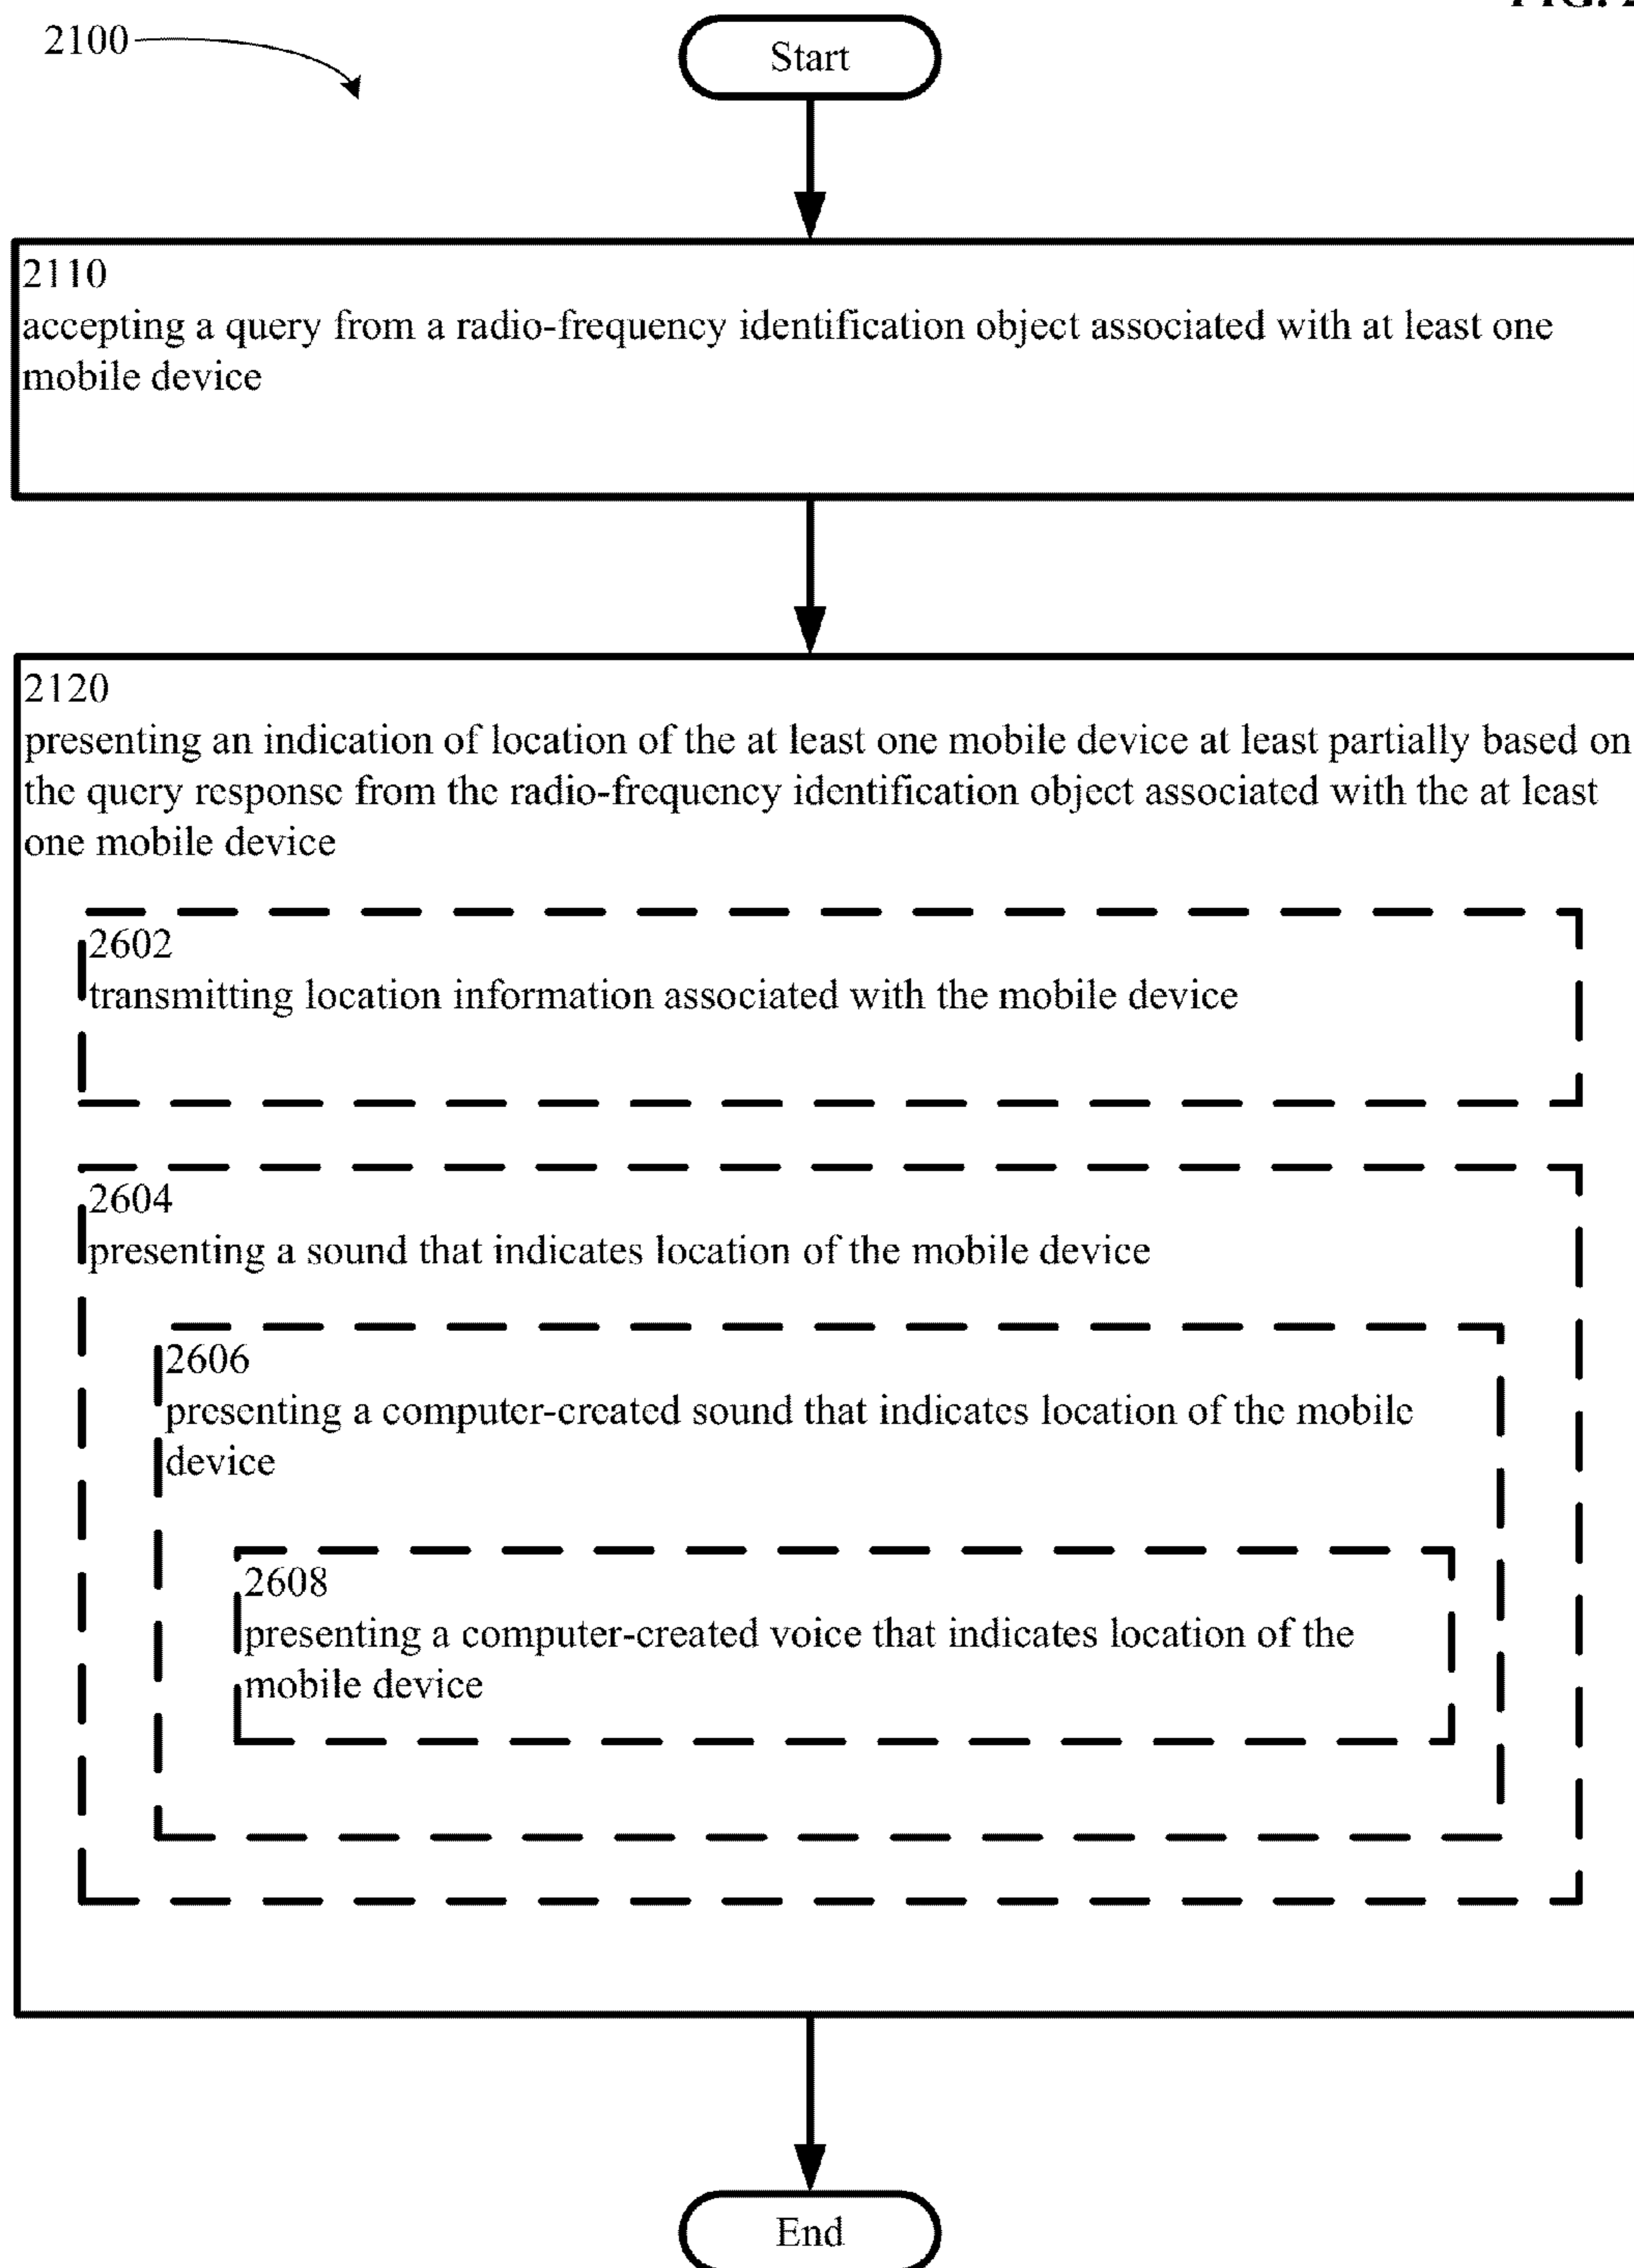 2100
Start
2110
accepting a query from a radio-frequency identification object associated with at least one
mobile device
2120
presenting an indication of location of the at least one mobile device at least partially based on
the query response from the radio-frequency identification object associated with the at least
one mobile device
2602
transmitting location information associated with the mobile device
2604
presenting a sound that indicates location of the mobile device
2606
presenting a computer-created sound that indicates location of the mobile
device
2608
presenting a computer-created voice that indicates location of the
mobile device
End